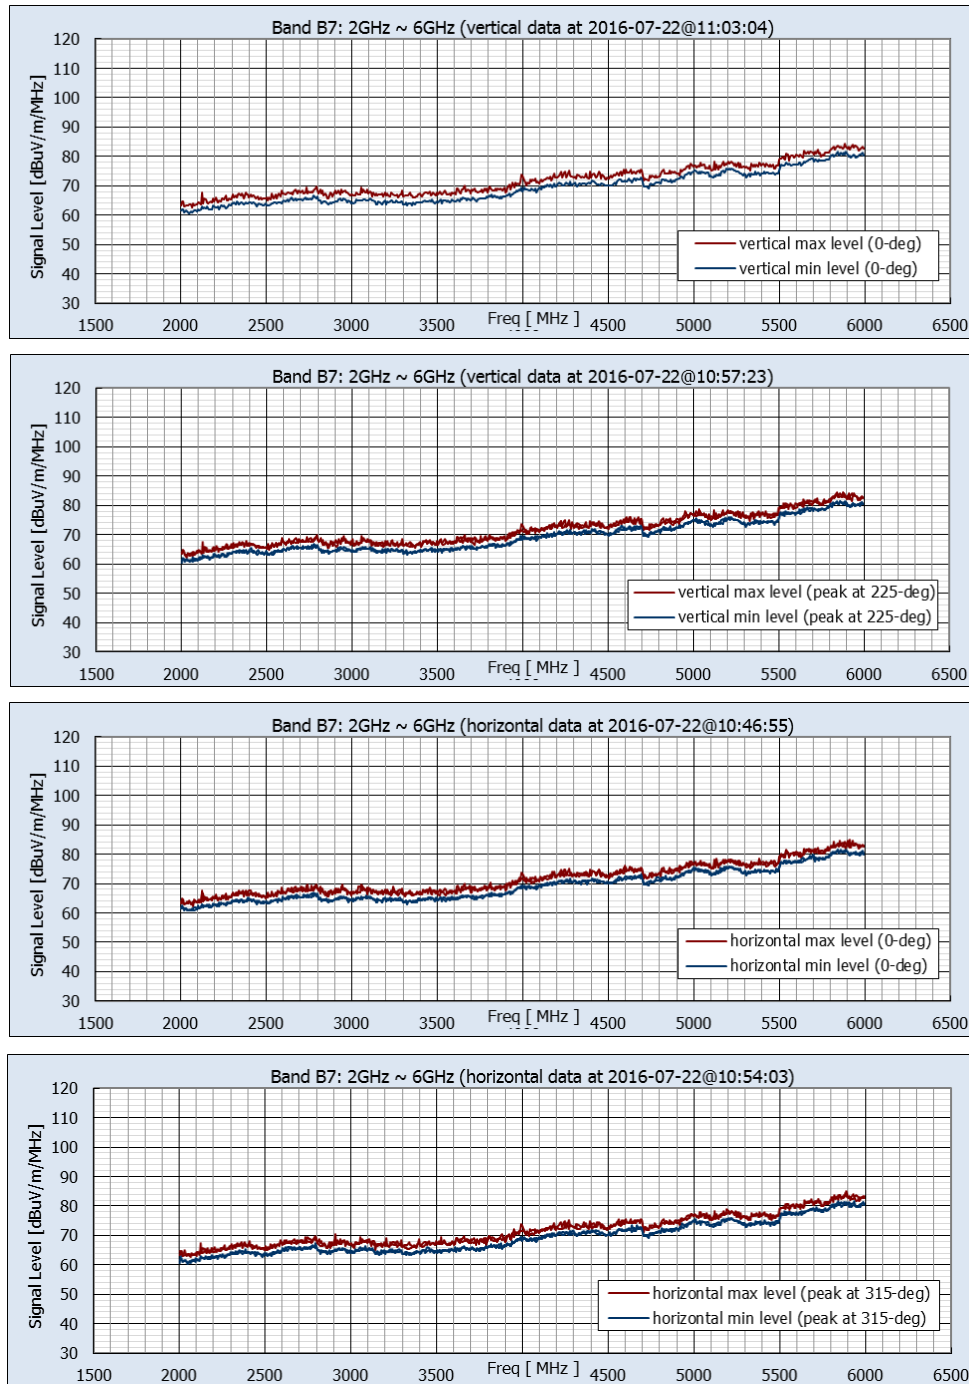 Band B7: 2GHz ~ 6GHz (vertical data at 2016-07-22@11:03:04)
Signal Level [dBuV/m/MHz]
120
110
100
90
80
70
60
50
40
30
vertical max level (0-deg)
vertical min level (0-deg)
1500 2000 2500 3000 3500 4500 5000 5500 6000 6500
Freq [ MHz ]
Band B7: 2GHz ~ 6GHz (vertical data at 2016-07-22@10:57:23)
Signal Level [dBuV/m/MHz]
120
110
100
90
80
70
60
50
40
30
vertical max level (peak at 225-deg)
vertical min level (peak at 225-deg)
1500 2000 2500 3000 3500 4500 5000 5500 6000 6500
Freq [ MHz ]
Band B7: 2GHz ~ 6GHz (horizontal data at 2016-07-22@10:46:55)
Signal Level [dBuV/m/MHz]
120
110
100
90
80
70
60
50
40
30
horizontal max level (0-deg)
horizontal min level (0-deg)
1500 2000 2500 3000 3500 4500 5000 5500 6000 6500
Freq [ MHz ]
Band B7: 2GHz ~ 6GHz (horizontal data at 2016-07-22@10:54:03)
Signal Level [dBuV/m/MHz]
120
110
100
90
80
70
60
50
40
30
horizontal max level (peak at 315-deg)
horizontal min level (peak at 315-deg)
1500 2000 2500 3000 3500 4500 5000 5500 6000 6500
Freq [ MHz ]